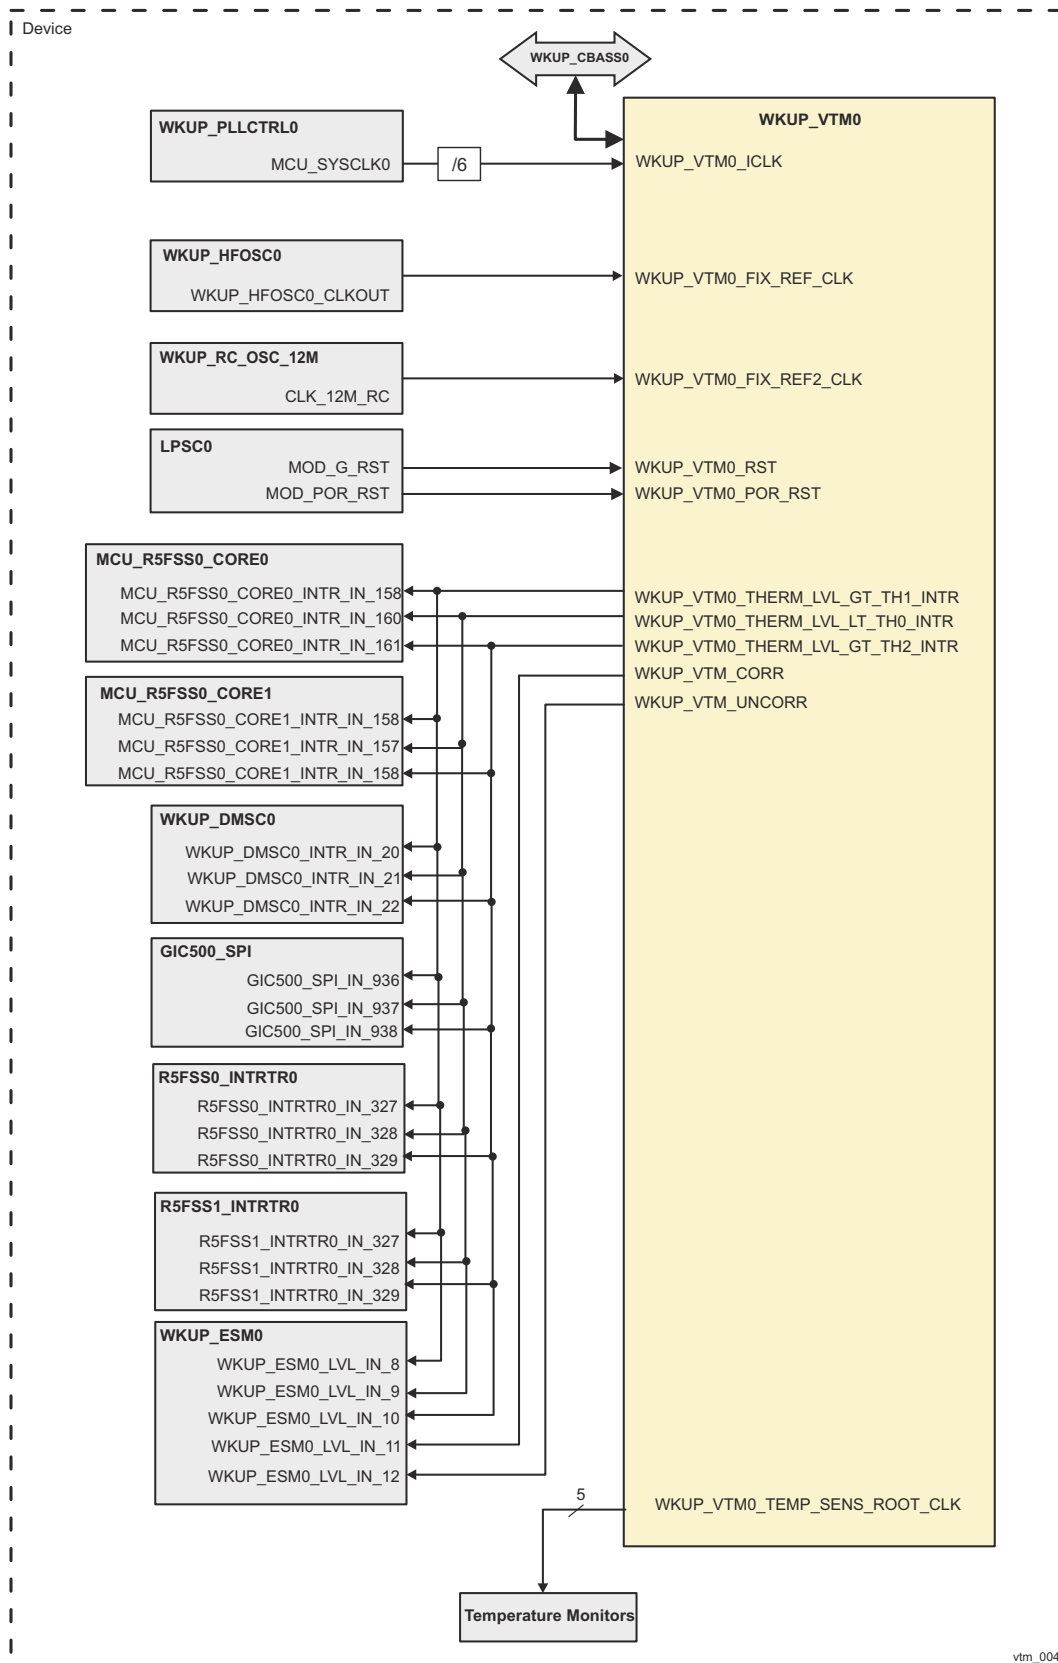 Device
WKUP_CBASS0
WKUP_VTM0
WKUP_PLLCTRL0
MCU_SYSCLK0
/6
WKUP_VTM0_ICLK
WKUP_HFOSC0
WKUP_HFOSC0_CLKOUT
WKUP_VTM0_FIX_REF_CLK
WKUP_RC_OSC_12M
CLK_12M_RC
WKUP_VTM0_FIX_REF2_CLK
LPSC0
MOD_G_RST
WKUP_VTM0_RST
MOD_POR_RST
WKUP_VTM0_POR_RST
MCU_R5FSS0_CORE0
MCU_R5FSS0_CORE0_INTR_IN_158
MCU_R5FSS0_CORE0_INTR_IN_160
MCU_R5FSS0_CORE0_INTR_IN_161
WKUP_VTM0_THERM_LVL_GT_TH1_INTR
WKUP_VTM0_THERM_LVL_LT_TH0_INTR
WKUP_VTM0_THERM_LVL_GT_TH2_INTR
WKUP_VTM_CORR
WKUP_VTM_UNCORR
MCU_R5FSS0_CORE1
MCU_R5FSS0_CORE1_INTR_IN_158
MCU_R5FSS0_CORE1_INTR_IN_157
MCU_R5FSS0_CORE1_INTR_IN_158
WKUP_DMSC0
WKUP_DMSC0_INTR_IN_20
WKUP_DMSC0_INTR_IN_21
WKUP_DMSC0_INTR_IN_22
GIC500_SPI
GIC500_SPI_IN_936
GIC500_SPI_IN_937
GIC500_SPI_IN_938
R5FSS0_INTRTR0
R5FSS0_INTRTR0_IN_327
R5FSS0_INTRTR0_IN_328
R5FSS0_INTRTR0_IN_329
R5FSS1_INTRTR0
R5FSS1_INTRTR0_IN_327
R5FSS1_INTRTR0_IN_328
R5FSS1_INTRTR0_IN_329
WKUP_ESM0
WKUP_ESM0_LVL_IN_8
WKUP_ESM0_LVL_IN_9
WKUP_ESM0_LVL_IN_10
WKUP_ESM0_LVL_IN_11
WKUP_ESM0_LVL_IN_12
5
WKUP_VTM0_TEMP_SENS_ROOT_CLK
Temperature Monitors
vtm_004